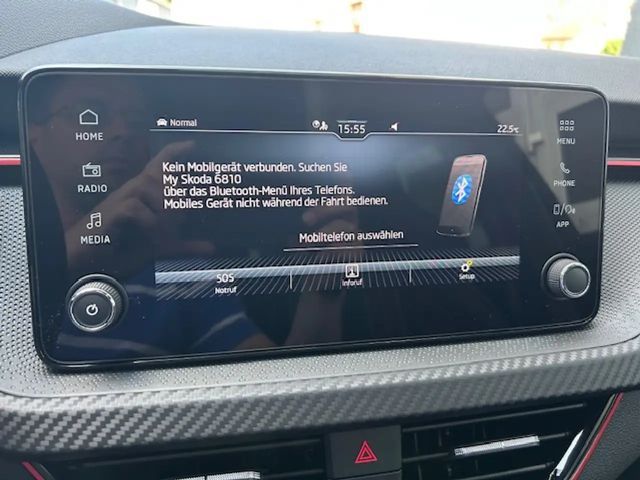 HOME
RADIO
MEDIA
Normal
15:55
22.5°C
Kein Mobilgerät verbunden. Suchen Sie
My Skoda 6810
über das Bluetooth-Menü Ihres Telefons.
Mobiles Gerät nicht während der Fahrt bedienen.
Mobiltelefon auswählen
SOS
Notruf
Inforuf
Setup
MENU
PHONE
APP